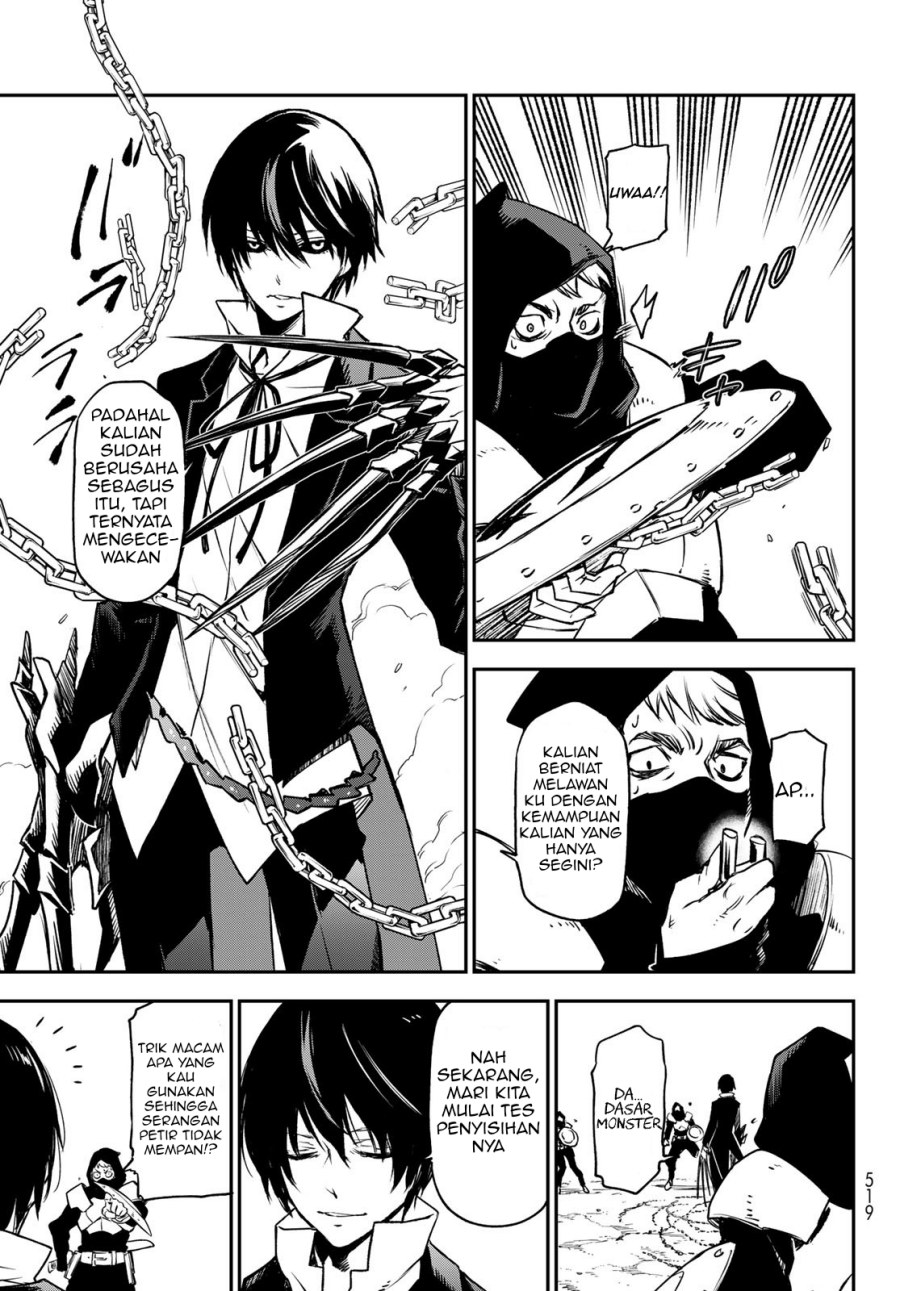 UWAA!!
PADAHAL
KALIAN
SUDAH
BERUSAHA
SEBAGUS
ITU, TAPI
TERNYATA
MENGECE-
WAKAN
AP...
KALIAN
BERNIAT
MELAWAN
KU DENGAN
KEMAMPUAN
KALIAN YANG
HANYA
SEGINI?
DA...
DASAR
MONSTER
NAH
SEKARANG,
MARI KITA
MULAI TES
PENYISIHAN
NYA
TRIK MACAM
APA YANG
KAU
GUNAKAN
SEHINGGA
SERANGAN
PETIR TIDAK
MEMPAN!?
519